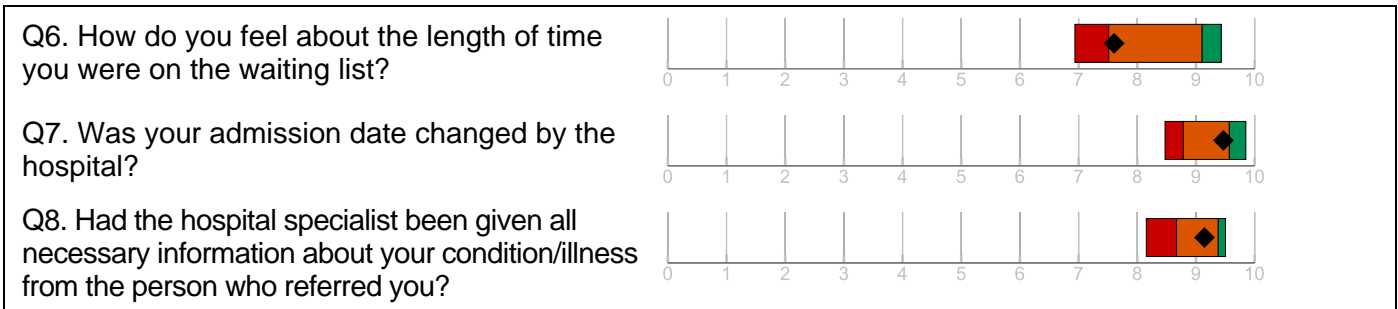 Q6. How do you feel about the length of time
you were on the waiting list?
0 1 2 3 4 5 6 7 8 9 10
Q7. Was your admission date changed by the
hospital?
0 1 2 3 4 5 6 7 8 9 10
Q8. Had the hospital specialist been given all
necessary information about your condition/illness
from the person who referred you?
0 1 2 3 4 5 6 7 8 9 10